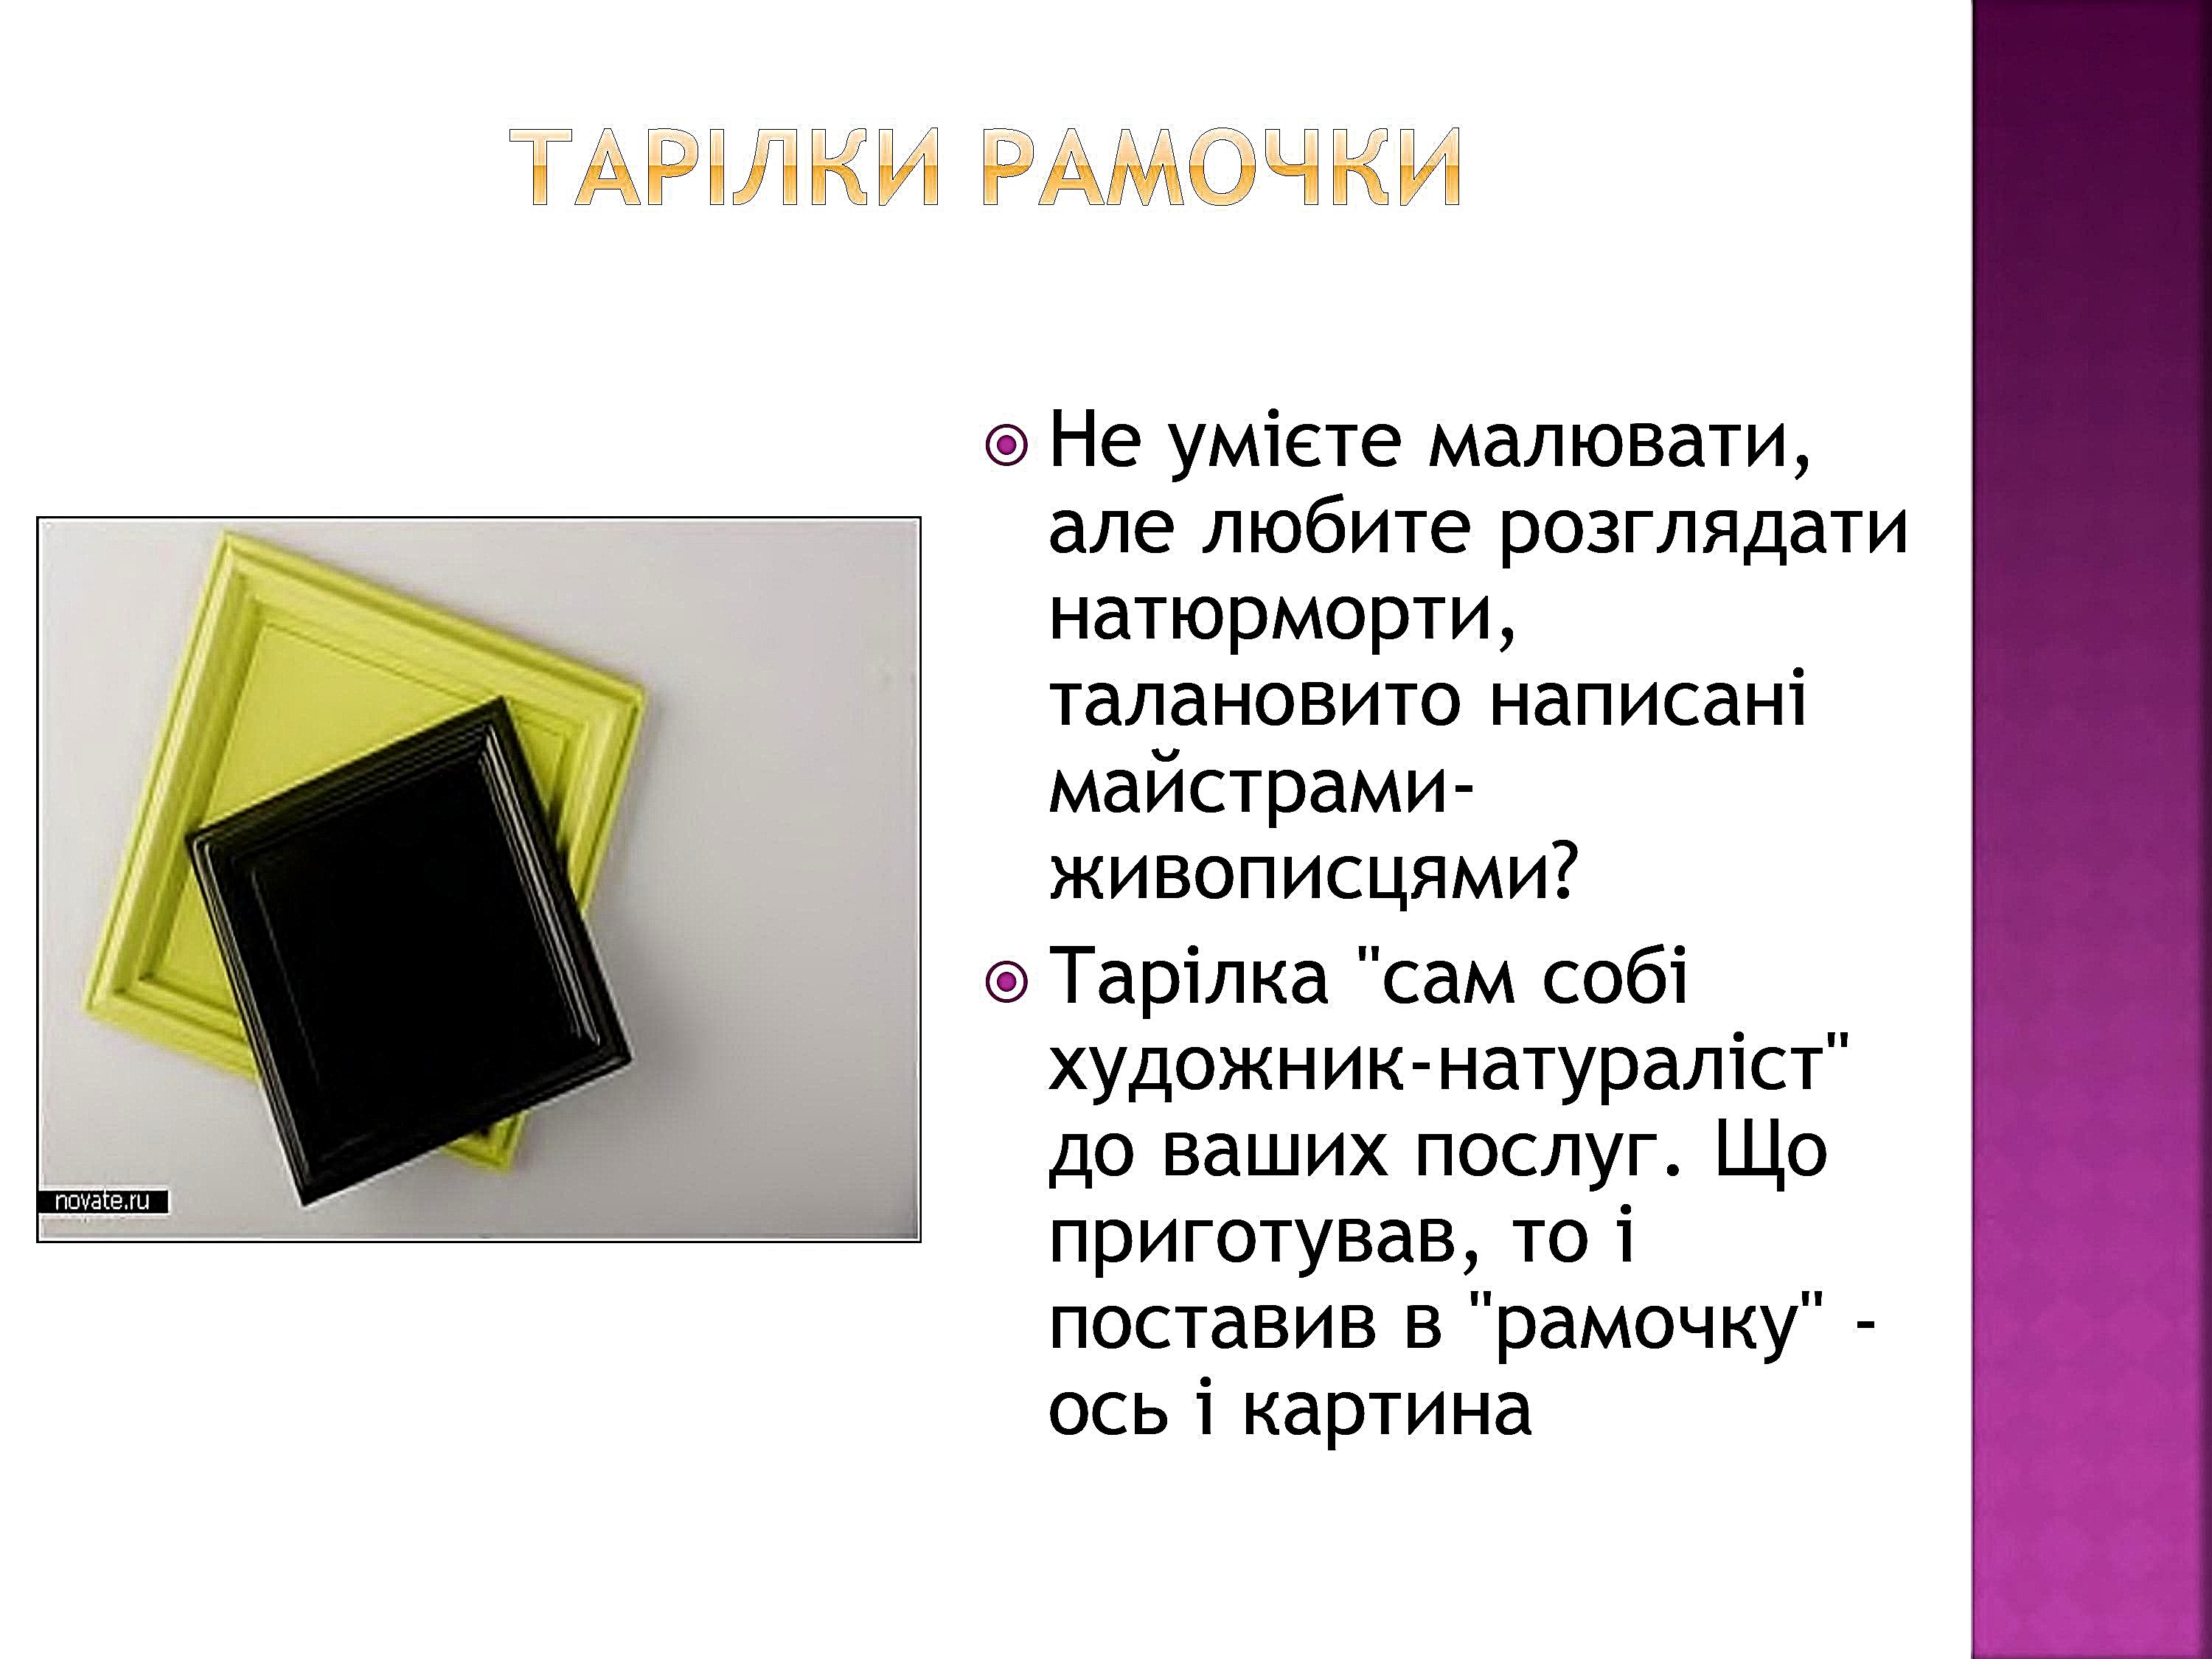 ТАРІЛКИ РАМОЧКИ
Не умієте малювати,
але любите розглядати
натюрморти,
талановито написані
майстрами-
живописцями?
Тарілка "сам собі
художник-натураліст"
до ваших послуг. Що
приготував, то і
поставив в "рамочку" -
ось і картина
novate.ru